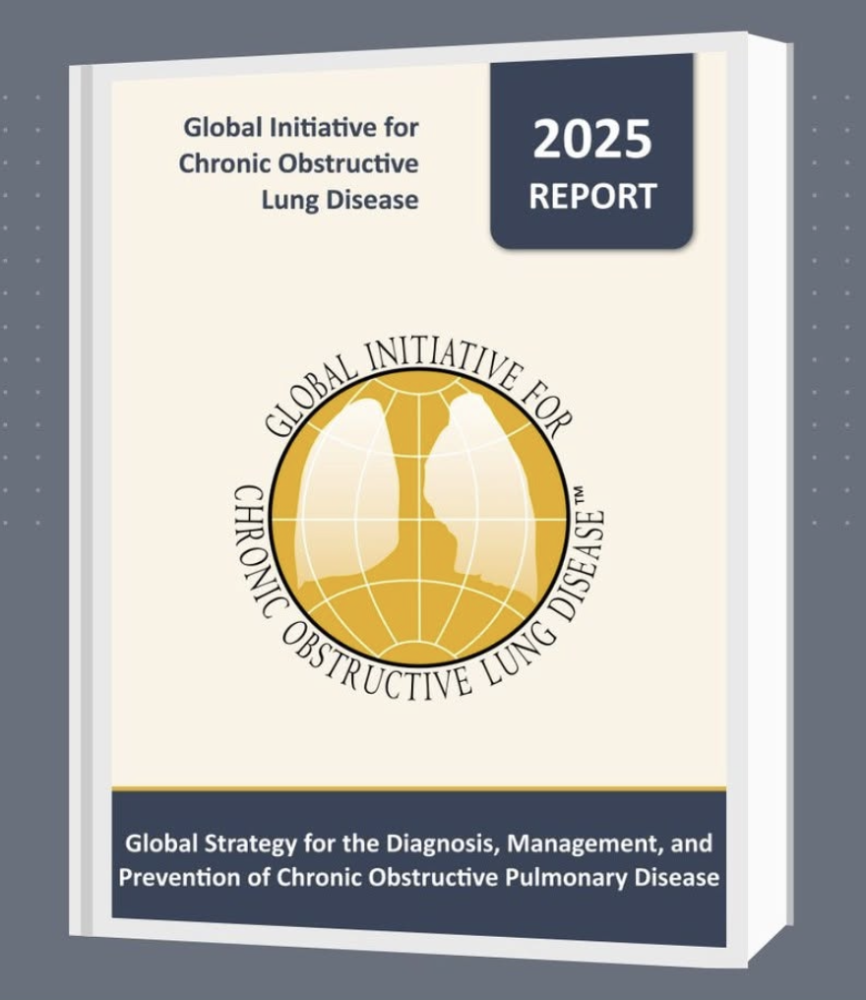 Global Initiative for
Chronic Obstructive
Lung Disease
2025
REPORT
GLOBAL INITIATIVE FOR
CHRONIC OBSTRUCTIVE LUNG DISEASE™
Global Strategy for the Diagnosis, Management, and
Prevention of Chronic Obstructive Pulmonary Disease